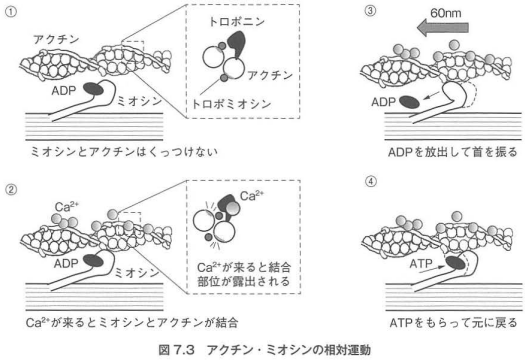 ①
アクチン
トロポニン
アクチン
トロポミオシン
ADP
ミオシン
ミオシンとアクチンはくっつけない
②
Ca²⁺
ADP
ミオシン
Ca²⁺
Ca²⁺が来ると結合
部位が露出される
Ca²⁺が来るとミオシンとアクチンが結合
③
60nm
ADP
ADPを放出して首を振る
④
ATP
ATPをもらって元に戻る
図 7.3 アクチン・ミオシンの相対運動